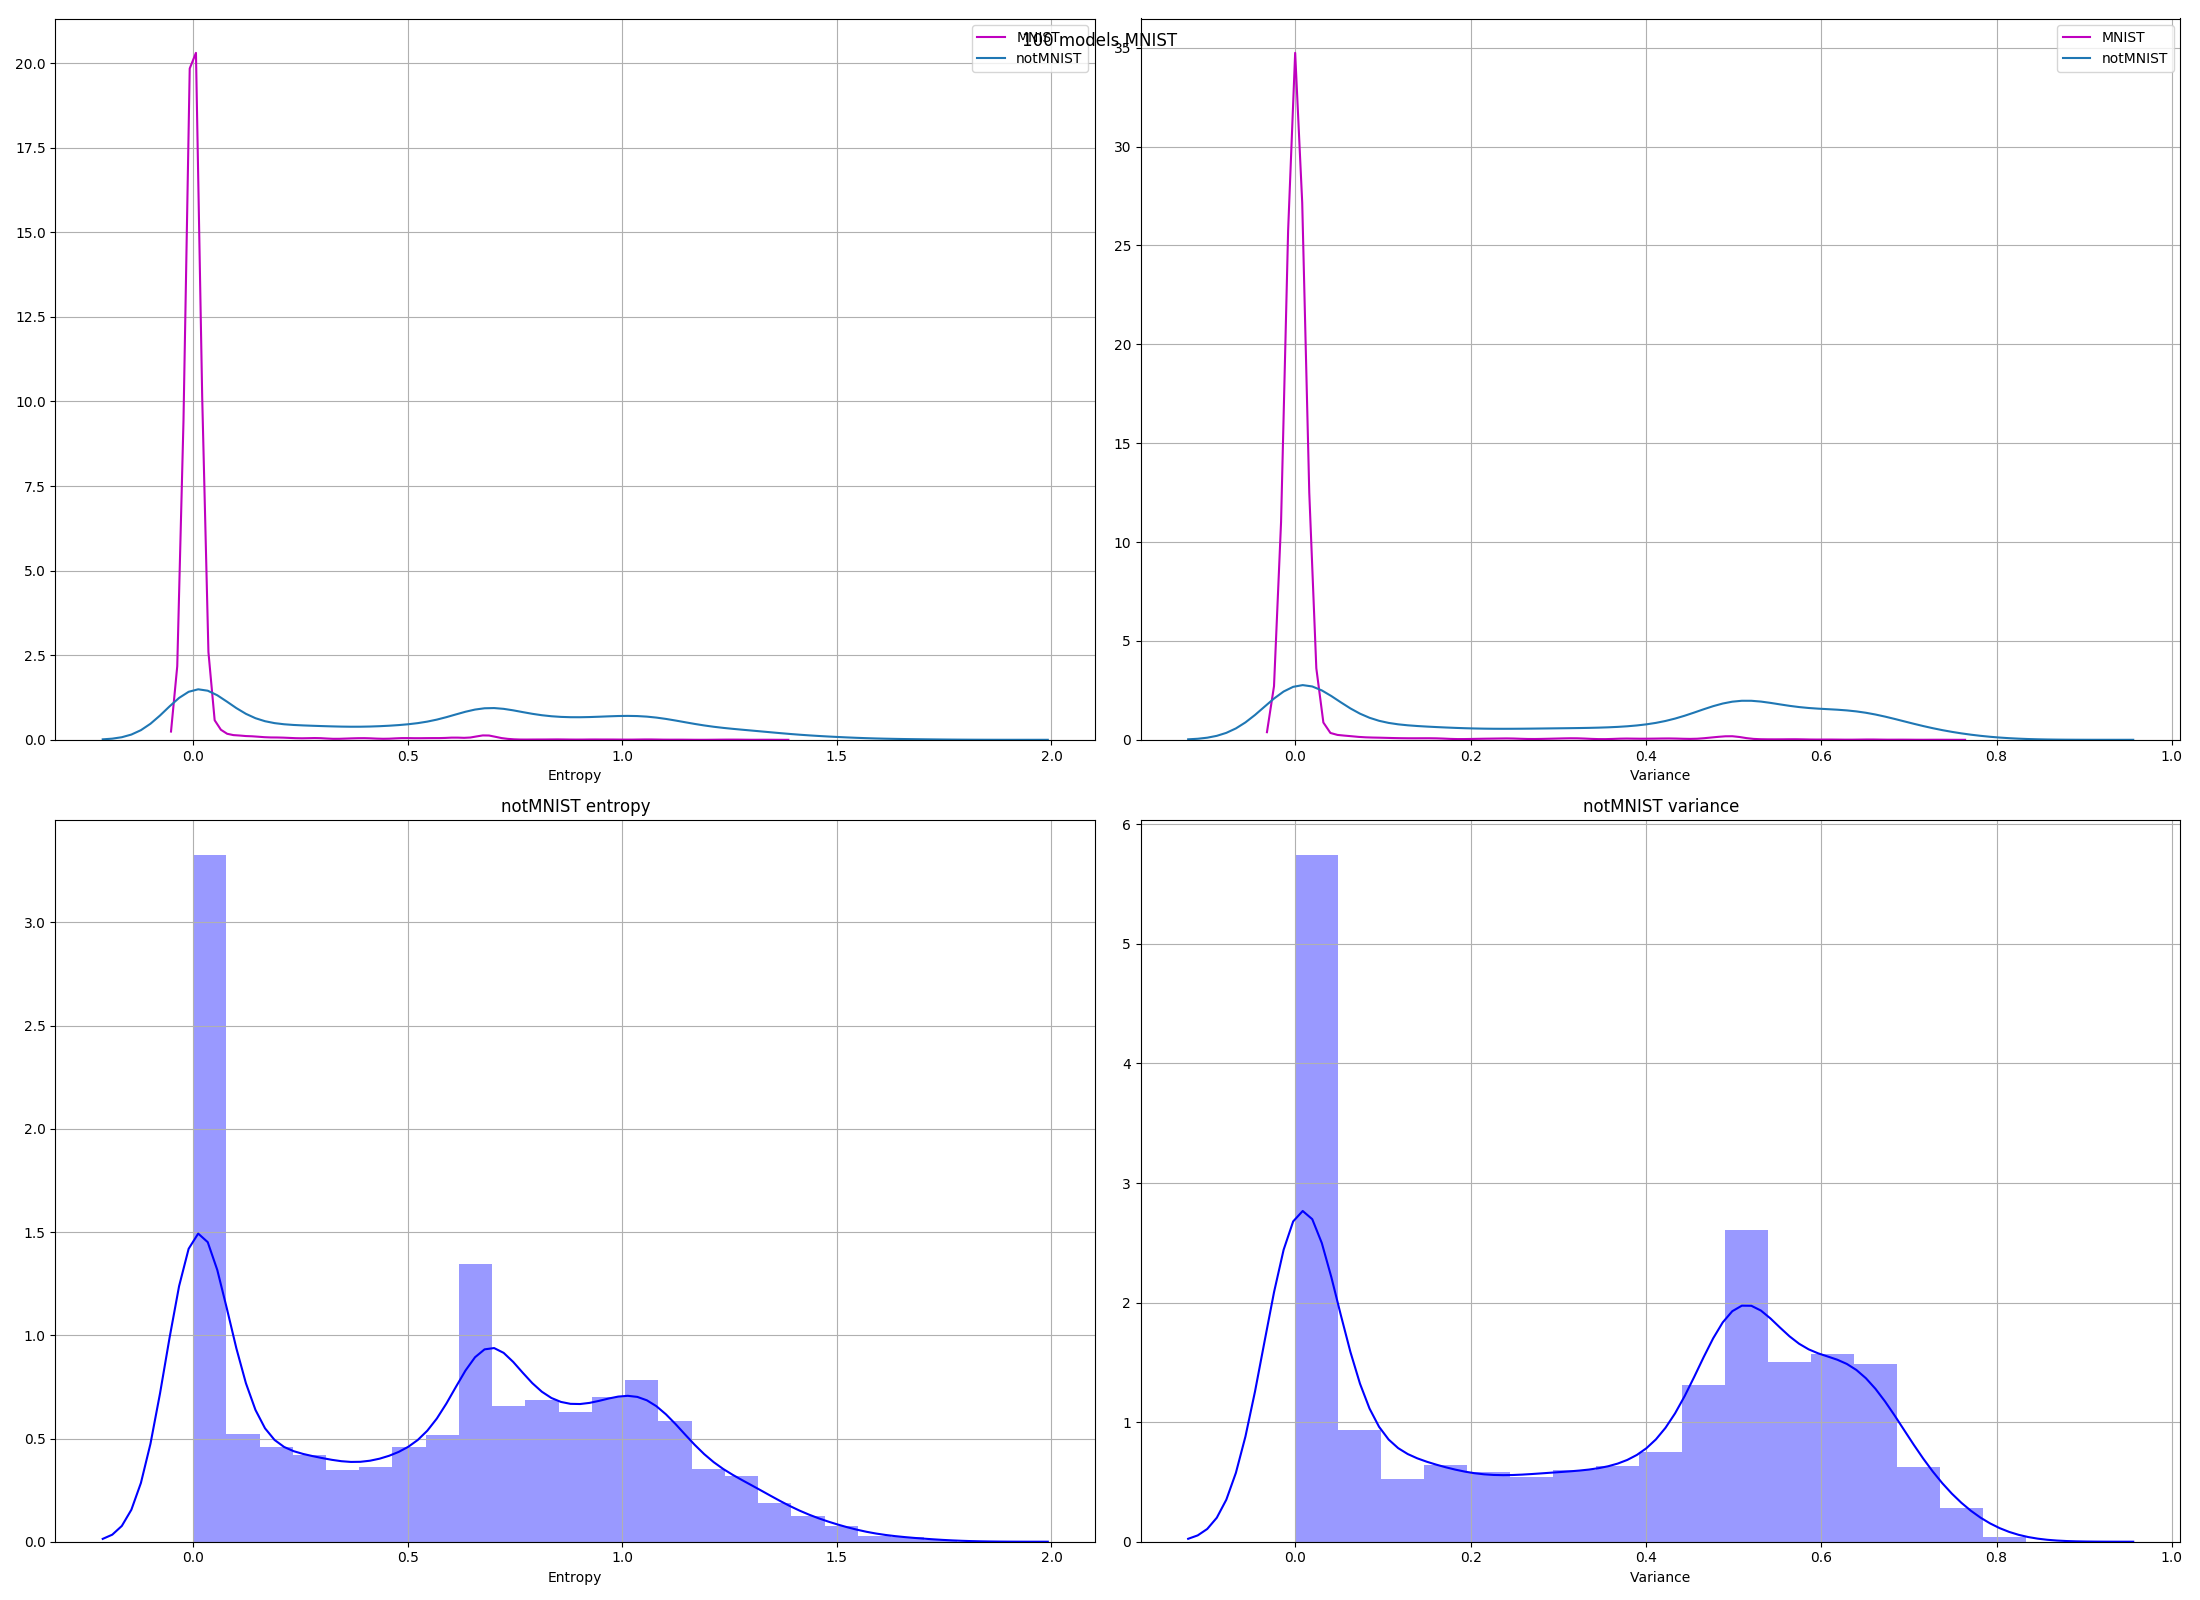 100 models MNIST
MNIST
notMNIST
20.0
17.5
15.0
12.5
10.0
7.5
5.0
2.5
0.0
0.0 0.5 1.0 1.5 2.0
Entropy
MNIST
notMNIST
35
30
25
20
15
10
5
0
0.0 0.2 0.4 0.6 0.8 1.0
Variance
notMNIST entropy
3.0
2.5
2.0
1.5
1.0
0.5
0.0
0.0 0.5 1.0 1.5 2.0
Entropy
notMNIST variance
6
5
4
3
2
1
0
0.0 0.2 0.4 0.6 0.8 1.0
Variance